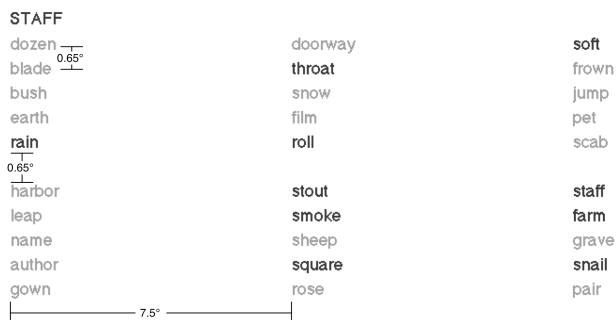 STAFF
dozen doorway soft
0.65°
blade throat frown
bush snow jump
earth film pet
rain roll scab
0.65°
harbor stout staff
leap smoke farm
name sheep grave
author square snail
gown rose pair
7.5°